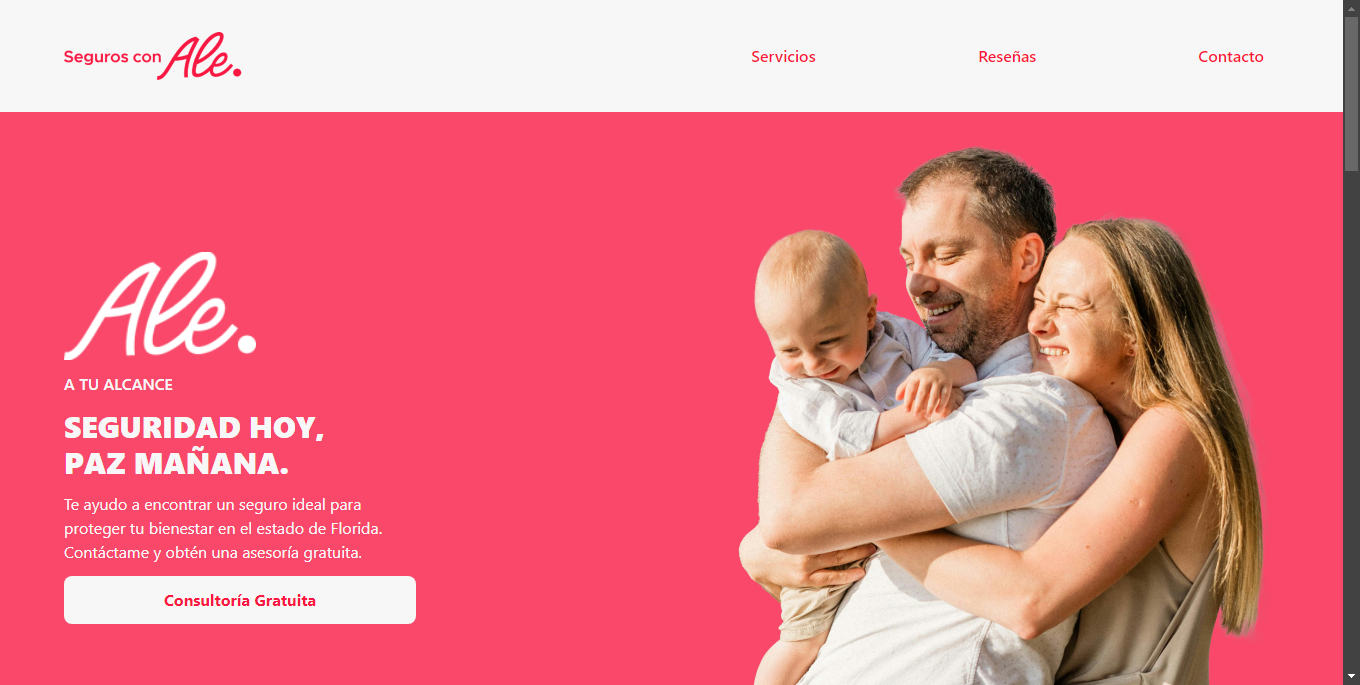 Seguros con Ale.
Servicios
Reseñas
Contacto
Ale.
A TU ALCANCE
SEGURIDAD HOY,
PAZ MAÑANA.
Te ayudo a encontrar un seguro ideal para
proteger tu bienestar en el estado de Florida.
Contáctame y obtén una asesoría gratuita.
Consultoría Gratuita